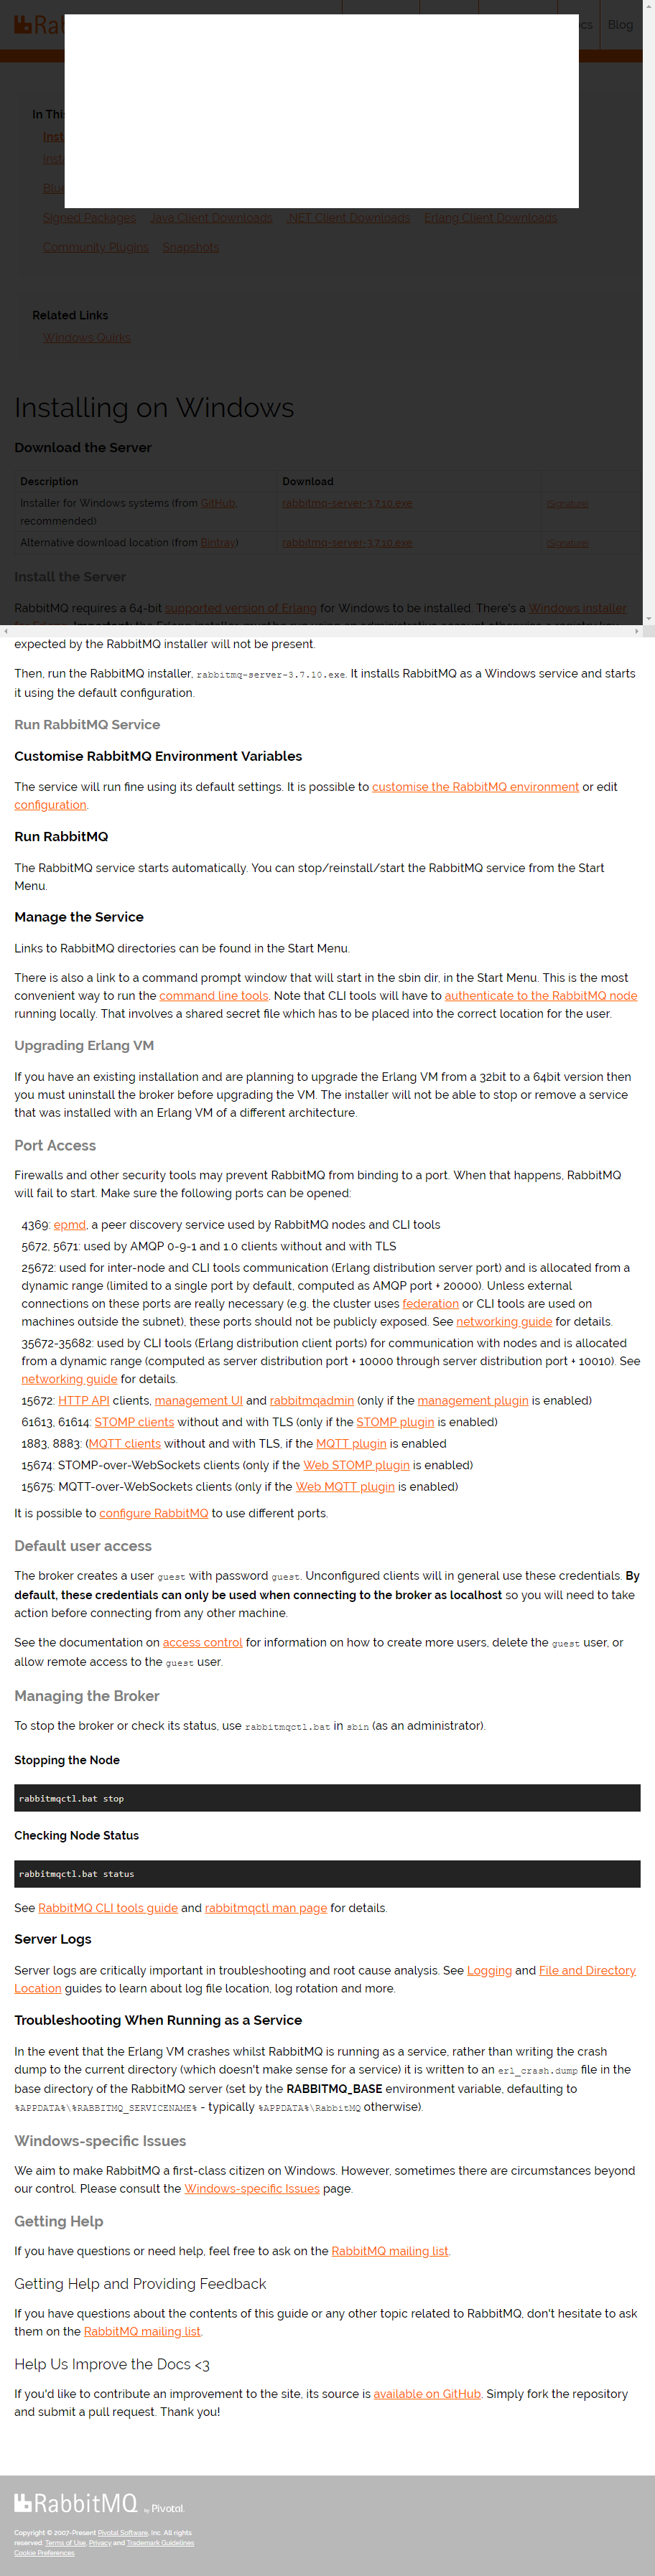 Blog
In This
Inst
Inst
Blue
Signed Packages Java Client Downloads .NET Client Downloads Erlang Client Downloads
Community Plugins Snapshots
Related Links
Windows Quirks
Installing on Windows
Download the Server
Description Download
Installer for Windows systems (from GitHub, rabbitmq-server-3.7.10.exe (Signature)
recommended)
Alternative download location (from Bintray) rabbitmq-server-3.7.10.exe (Signature)
Install the Server
RabbitMQ requires a 64-bit supported version of Erlang for Windows to be installed. There's a Windows installer
expected by the RabbitMQ installer will not be present.
Then, run the RabbitMQ installer, rabbitmq-server-3.7.10.exe. It installs RabbitMQ as a Windows service and starts
it using the default configuration.
Run RabbitMQ Service
Customise RabbitMQ Environment Variables
The service will run fine using its default settings. It is possible to customise the RabbitMQ environment or edit
configuration.
Run RabbitMQ
The RabbitMQ service starts automatically. You can stop/reinstall/start the RabbitMQ service from the Start
Menu.
Manage the Service
Links to RabbitMQ directories can be found in the Start Menu.
There is also a link to a command prompt window that will start in the sbin dir, in the Start Menu. This is the most
convenient way to run the command line tools. Note that CLI tools will have to authenticate to the RabbitMQ node
running locally. That involves a shared secret file which has to be placed into the correct location for the user.
Upgrading Erlang VM
If you have an existing installation and are planning to upgrade the Erlang VM from a 32bit to a 64bit version then
you must uninstall the broker before upgrading the VM. The installer will not be able to stop or remove a service
that was installed with an Erlang VM of a different architecture.
Port Access
Firewalls and other security tools may prevent RabbitMQ from binding to a port. When that happens, RabbitMQ
will fail to start. Make sure the following ports can be opened:
4369: epmd, a peer discovery service used by RabbitMQ nodes and CLI tools
5672, 5671: used by AMQP 0-9-1 and 1.0 clients without and with TLS
25672: used for inter-node and CLI tools communication (Erlang distribution server port) and is allocated from a
dynamic range (limited to a single port by default, computed as AMQP port + 20000). Unless external
connections on these ports are really necessary (e.g. the cluster uses federation or CLI tools are used on
machines outside the subnet), these ports should not be publicly exposed. See networking guide for details.
35672-35682: used by CLI tools (Erlang distribution client ports) for communication with nodes and is allocated
from a dynamic range (computed as server distribution port + 10000 through server distribution port + 10010). See
networking guide for details.
15672: HTTP API clients, management UI and rabbitmqadmin (only if the management plugin is enabled)
61613, 61614: STOMP clients without and with TLS (only if the STOMP plugin is enabled)
1883, 8883: (MQTT clients without and with TLS, if the MQTT plugin is enabled
15674: STOMP-over-WebSockets clients (only if the Web STOMP plugin is enabled)
15675: MQTT-over-WebSockets clients (only if the Web MQTT plugin is enabled)
It is possible to configure RabbitMQ to use different ports.
Default user access
The broker creates a user guest with password guest. Unconfigured clients will in general use these credentials. By
default, these credentials can only be used when connecting to the broker as localhost so you will need to take
action before connecting from any other machine.
See the documentation on access control for information on how to create more users, delete the guest user, or
allow remote access to the guest user.
Managing the Broker
To stop the broker or check its status, use rabbitmqctl.bat in sbin (as an administrator).
Stopping the Node
rabbitmqctl.bat stop
Checking Node Status
rabbitmqctl.bat status
See RabbitMQ CLI tools guide and rabbitmqctl man page for details.
Server Logs
Server logs are critically important in troubleshooting and root cause analysis. See Logging and File and Directory
Location guides to learn about log file location, log rotation and more.
Troubleshooting When Running as a Service
In the event that the Erlang VM crashes whilst RabbitMQ is running as a service, rather than writing the crash
dump to the current directory (which doesn't make sense for a service) it is written to an erl_crash.dump file in the
base directory of the RabbitMQ server (set by the RABBITMQ_BASE environment variable, defaulting to
%APPDATA%\%RABBITMQ_SERVICENAME% - typically %APPDATA%\RabbitMQ otherwise).
Windows-specific Issues
We aim to make RabbitMQ a first-class citizen on Windows. However, sometimes there are circumstances beyond
our control. Please consult the Windows-specific Issues page.
Getting Help
If you have questions or need help, feel free to ask on the RabbitMQ mailing list.
Getting Help and Providing Feedback
If you have questions about the contents of this guide or any other topic related to RabbitMQ, don't hesitate to ask
them on the RabbitMQ mailing list.
Help Us Improve the Docs <3
If you'd like to contribute an improvement to the site, its source is available on GitHub. Simply fork the repository
and submit a pull request. Thank you!
RabbitMQ by Pivotal
Copyright © 2007-Present Pivotal Software, Inc. All rights
reserved. Terms of Use, Privacy and Trademark Guidelines
Cookie Preferences